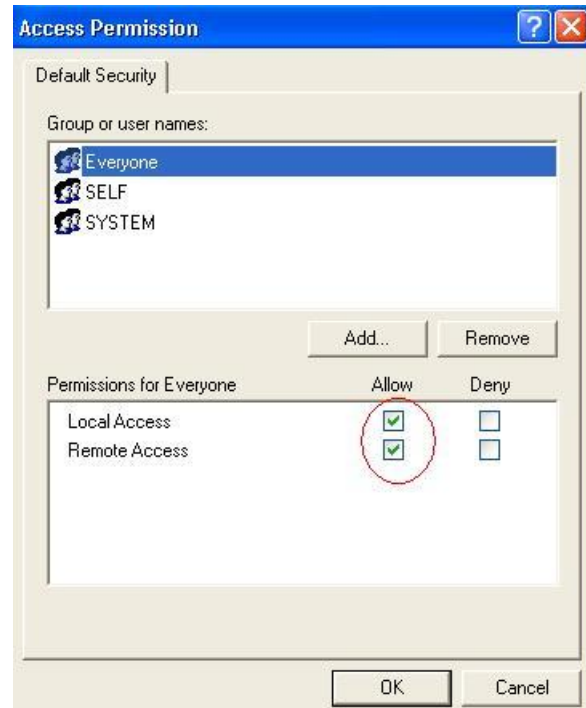 Access Permission
Default Security
Group or user names:
Everyone
SELF
SYSTEM
Add... Remove
Permissions for Everyone Allow Deny
Local Access
Remote Access
OK Cancel